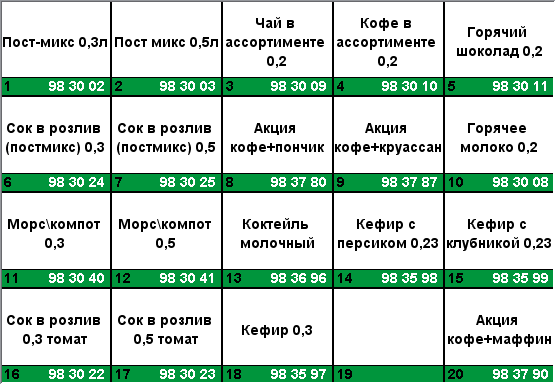 Пост-микс 0,3л
1 98 30 02
Пост микс 0,5л
2 98 30 03
Чай в
ассортименте
0,2
3 98 30 09
Кофе в
ассортименте
0,2
4 98 30 10
Горячий
шоколад 0,2
5 98 30 11
Сок в розлив
(постмикс) 0,3
6 98 30 24
Сок в розлив
(постмикс) 0,5
7 98 30 25
Акция
кофе+пончик
8 98 37 80
Акция
кофе+круассан
9 98 37 87
Горячее
молоко 0,2
10 98 30 08
Морс\компот
0,3
11 98 30 40
Морс\компот
0,5
12 98 30 41
Коктейль
молочный
13 98 36 96
Кефир с
персиком 0,23
14 98 35 98
Кефир с
клубникой 0,23
15 98 35 99
Сок в розлив
0,3 томат
16 98 30 22
Сок в розлив
0,5 томат
17 98 30 23
Кефир 0,3
18 98 35 97
19
Акция
кофе+маффин
20 98 37 90